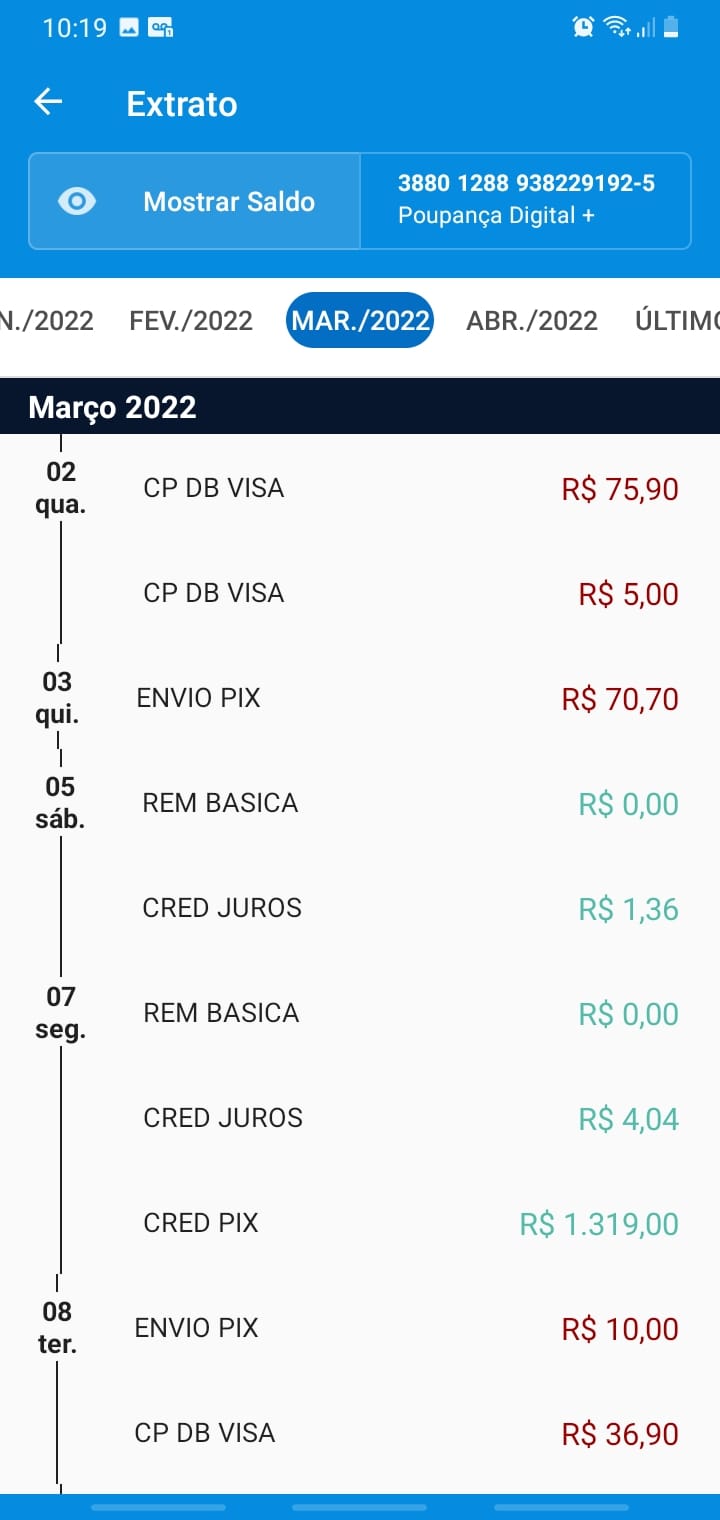 10:19
Extrato
Mostrar Saldo
3880 1288 938229192-5
Poupança Digital +
N./2022 FEV./2022 MAR./2022 ABR./2022 ÚLTIMO
Março 2022
02 qua. CP DB VISA R$ 75,90
CP DB VISA R$ 5,00
03 qui. ENVIO PIX R$ 70,70
05 sáb. REM BASICA R$ 0,00
CRED JUROS R$ 1,36
07 seg. REM BASICA R$ 0,00
CRED JUROS R$ 4,04
CRED PIX R$ 1.319,00
08 ter. ENVIO PIX R$ 10,00
CP DB VISA R$ 36,90